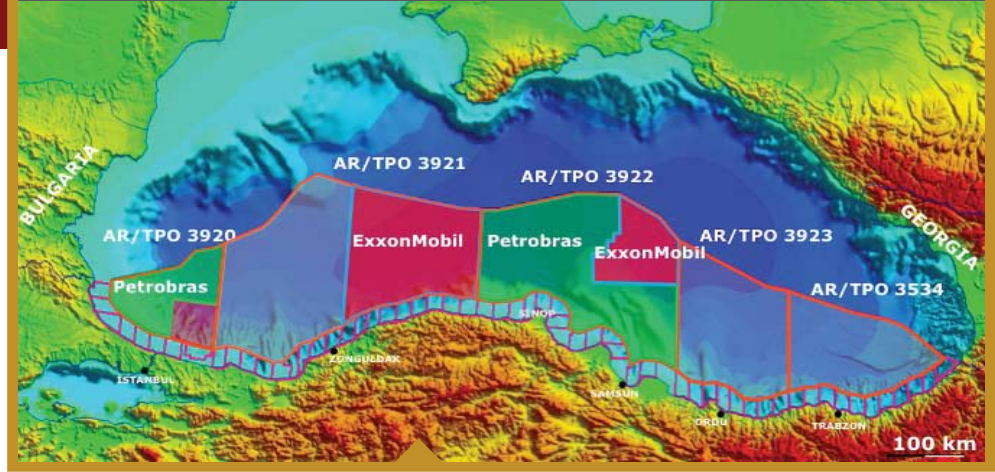 BULGARIA
AR/TPO 3920
Petrobras
AR/TPO 3921
ExxonMobil
AR/TPO 3922
Petrobras
ExxonMobil
AR/TPO 3923
AR/TPO 3534
GEORGIA
ISTANBUL
ZONGULDAK
SINOP
SAMSUN
ORDU
TRABZON
100 km